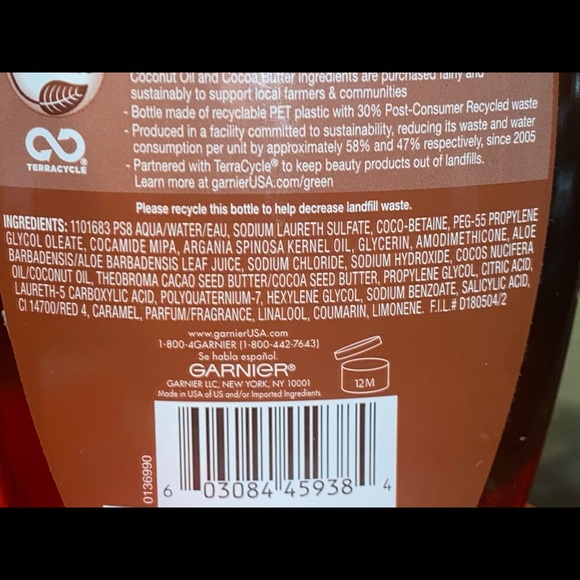 Coconut Oil and Cocoa Butter ingredients are purchased fairly and
sustainably to support local farmers & communities
- Bottle made of recyclable PET plastic with 30% Post-Consumer Recycled waste
- Produced in a facility committed to sustainability, reducing its waste and water
consumption per unit by approximately 58% and 47% respectively, since 2005
- Partnered with TerraCycle® to keep beauty products out of landfills.
Learn more at garnierUSA.com/green
TERRACYCLE®
Please recycle this bottle to help decrease landfill waste.
INGREDIENTS: 1101683 PS8 AQUA/WATER/EAU, SODIUM LAURETH SULFATE, COCO-BETAINE, PEG-55 PROPYLENE
GLYCOL OLEATE, COCAMIDE MIPA, ARGANIA SPINOSA KERNEL OIL, GLYCERIN, AMODIMETHICONE, ALOE
BARBADENSIS/ALOE BARBADENSIS LEAF JUICE, SODIUM CHLORIDE, SODIUM HYDROXIDE, COCOS NUCIFERA
OIL/COCONUT OIL, THEOBROMA CACAO SEED BUTTER/COCOA SEED BUTTER, PROPYLENE GLYCOL, CITRIC ACID,
LAURETH-5 CARBOXYLIC ACID, POLYQUATERNIUM-7, HEXYLENE GLYCOL, SODIUM BENZOATE, SALICYLIC ACID,
CI 14700/RED 4, CARAMEL, PARFUM/FRAGRANCE, LINALOOL, COUMARIN, LIMONENE. F.I.L.# D180504/2
www.garnierUSA.com
1-800-4GARNIER (1-800-442-7643)
Se habla español.
GARNIER®
GARNIER LLC, NEW YORK, NY 10001
Made in USA of US and/or Imported Ingredients
12M
0136990
6 03084 45938 4